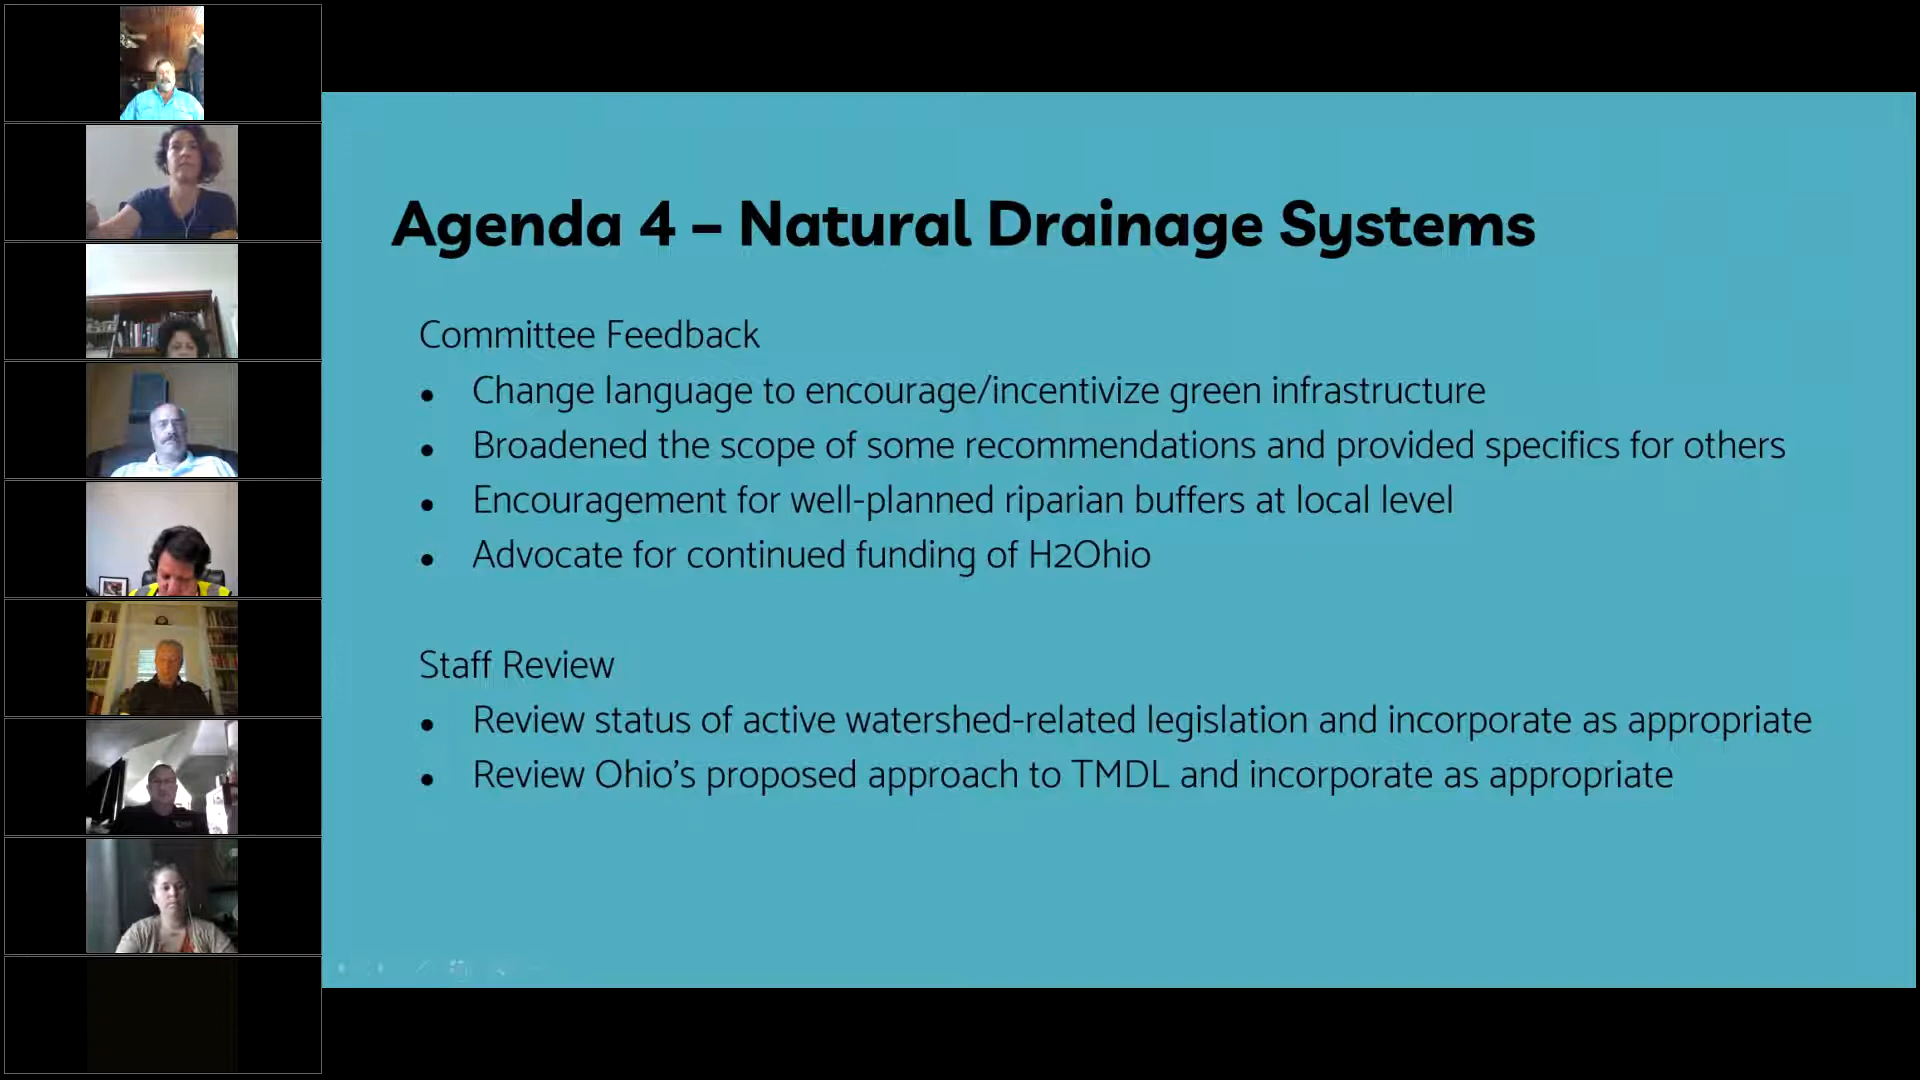 Agenda 4 – Natural Drainage Systems
Committee Feedback
• Change language to encourage/incentivize green infrastructure
• Broadened the scope of some recommendations and provided specifics for others
• Encouragement for well-planned riparian buffers at local level
• Advocate for continued funding of H2Ohio
Staff Review
• Review status of active watershed-related legislation and incorporate as appropriate
• Review Ohio's proposed approach to TMDL and incorporate as appropriate